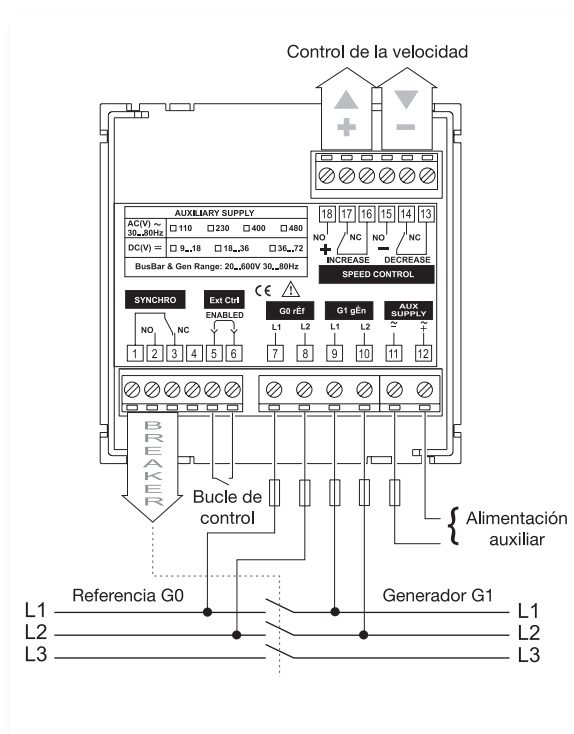 Control de la velocidad
+ −
AUXILIARY SUPPLY
AC(V) ~ 30...80Hz □ 110 □ 230 □ 400 □ 480
DC(V) = □ 9...18 □ 18...36 □ 36...72
BusBar & Gen Range: 20...600V 30...80Hz
18 17 16 15 14 13
NO NC NO NC
+ INCREASE − DECREASE
SPEED CONTROL
SYNCHRO
NO NC
1 2 3 4 5 6
Ext Ctrl
ENABLED
CE
G0 rÈf
L1 L2
7 8
G1 gÈn
L1 L2
9 10
AUX SUPPLY
11 12
BREAKER
Bucle de
control
Alimentación
auxiliar
Referencia G0
Generador G1
L1 L1
L2 L2
L3 L3